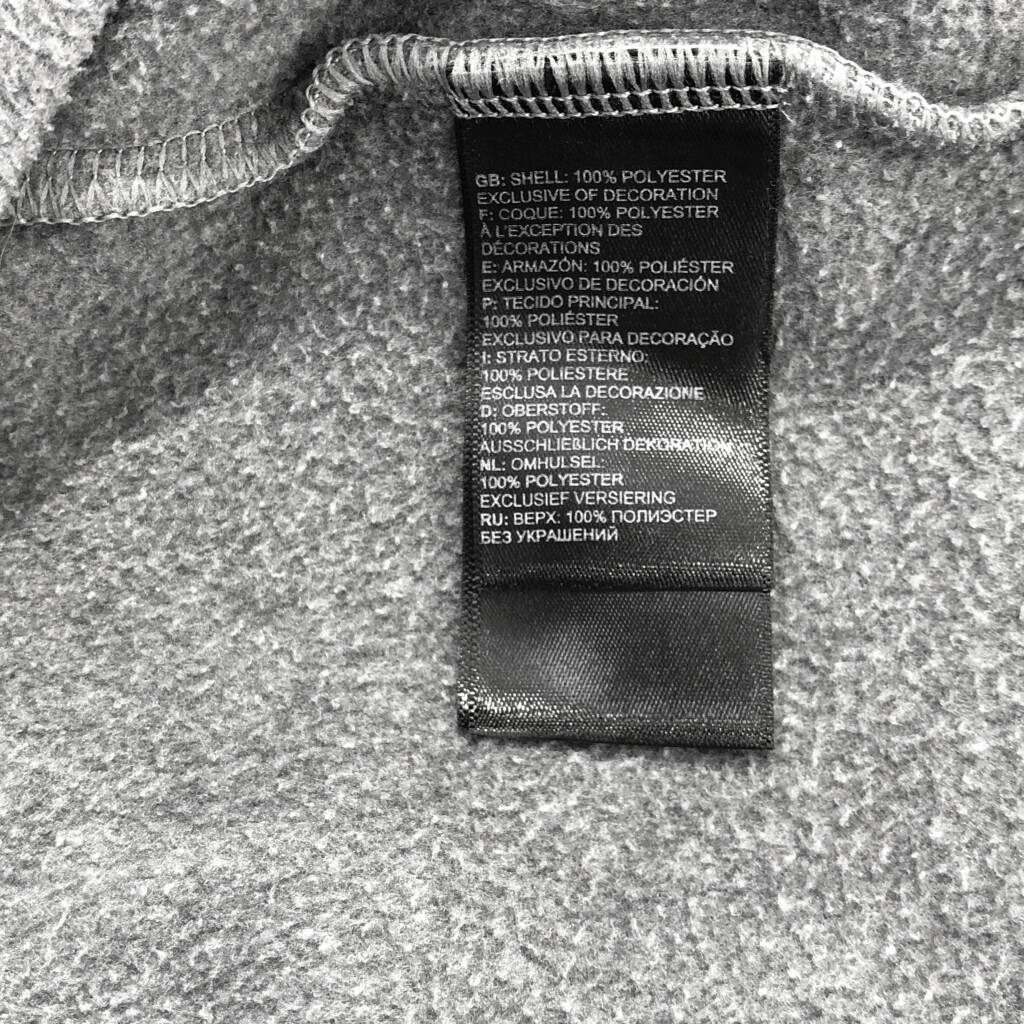 GB: SHELL: 100% POLYESTER
EXCLUSIVE OF DECORATION
F: COQUE: 100% POLYESTER
À L'EXCEPTION DES
DÉCORATIONS
E: ARMAZÓN: 100% POLIÉSTER
EXCLUSIVO DE DECORACIÓN
P: TECIDO PRINCIPAL:
100% POLIÉSTER
EXCLUSIVO PARA DECORAÇÃO
I: STRATO ESTERNO:
100% POLIESTERE
ESCLUSA LA DECORAZIONE
D: OBERSTOFF:
100% POLYESTER
AUSSCHLIEßLICH DEKORATION
NL: OMHULSEL:
100% POLYESTER
EXCLUSIEF VERSIERING
RU: ВЕРХ: 100% ПОЛИЭСТЕР
БЕЗ УКРАШЕНИЙ